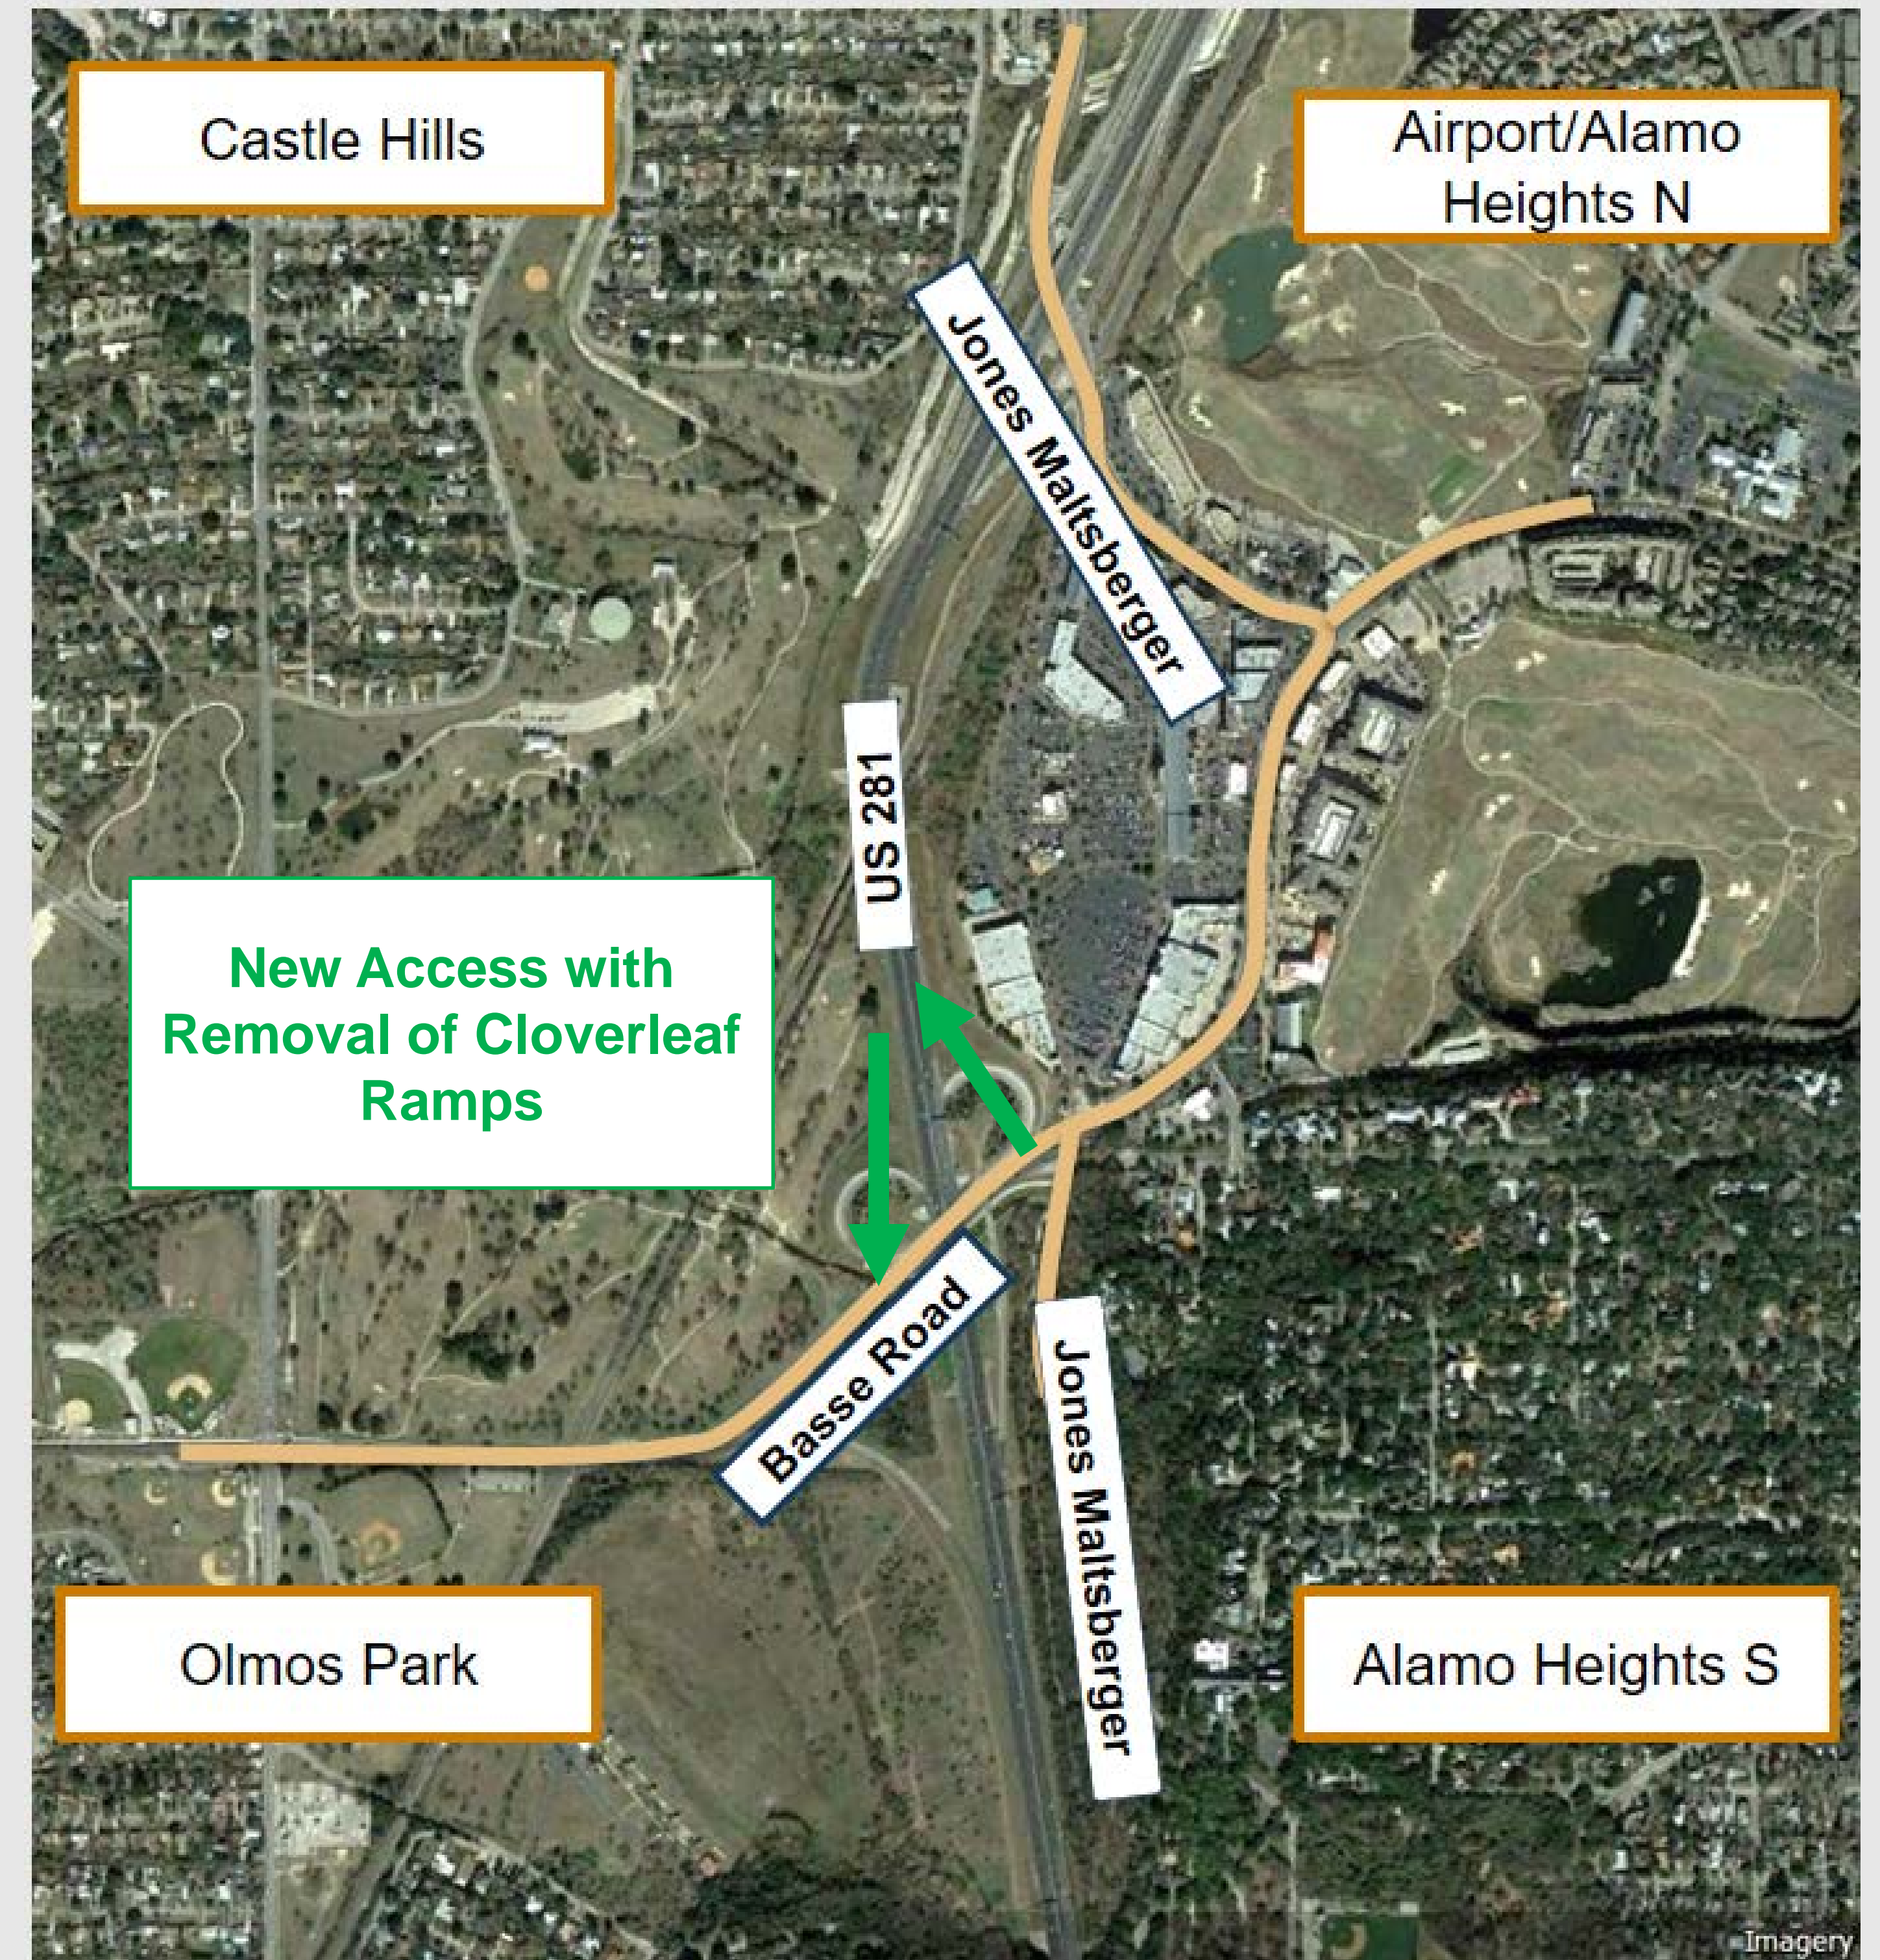 Castle Hills
Airport/Alamo
Heights N
Jones Maltsberger
US 281
New Access with
Removal of Cloverleaf
Ramps
Basse Road
Jones Maltsberger
Olmos Park
Alamo Heights S
Imagery